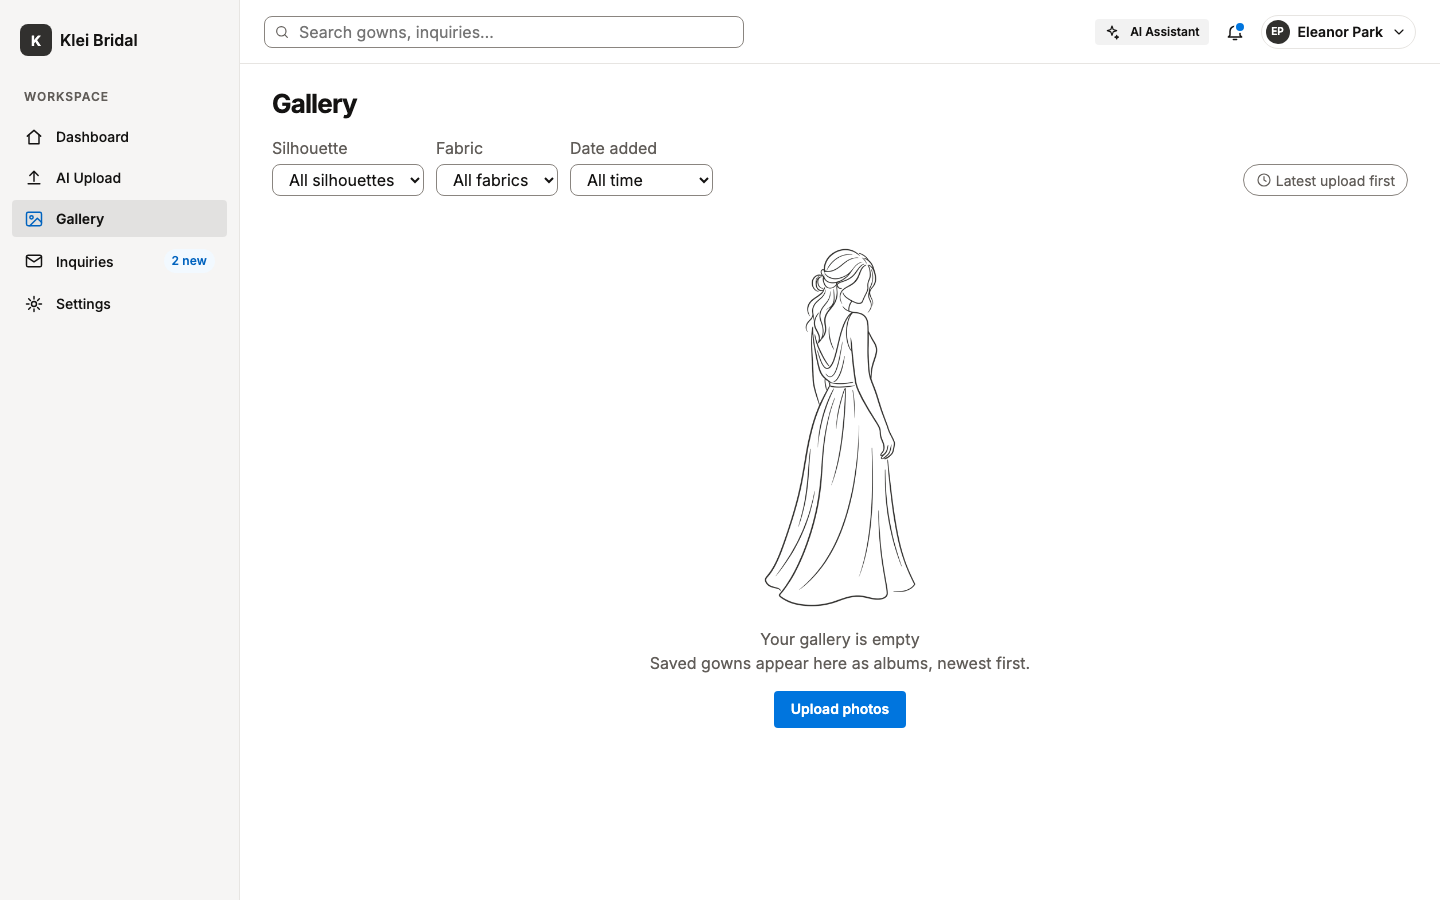 K
Klei Bridal
Search gowns, inquiries...
AI Assistant
EP
Eleanor Park
WORKSPACE
Dashboard
AI Upload
Gallery
Inquiries
2 new
Settings
Gallery
Silhouette
Fabric
Date added
All silhouettes
All fabrics
All time
Latest upload first
Your gallery is empty
Saved gowns appear here as albums, newest first.
Upload photos